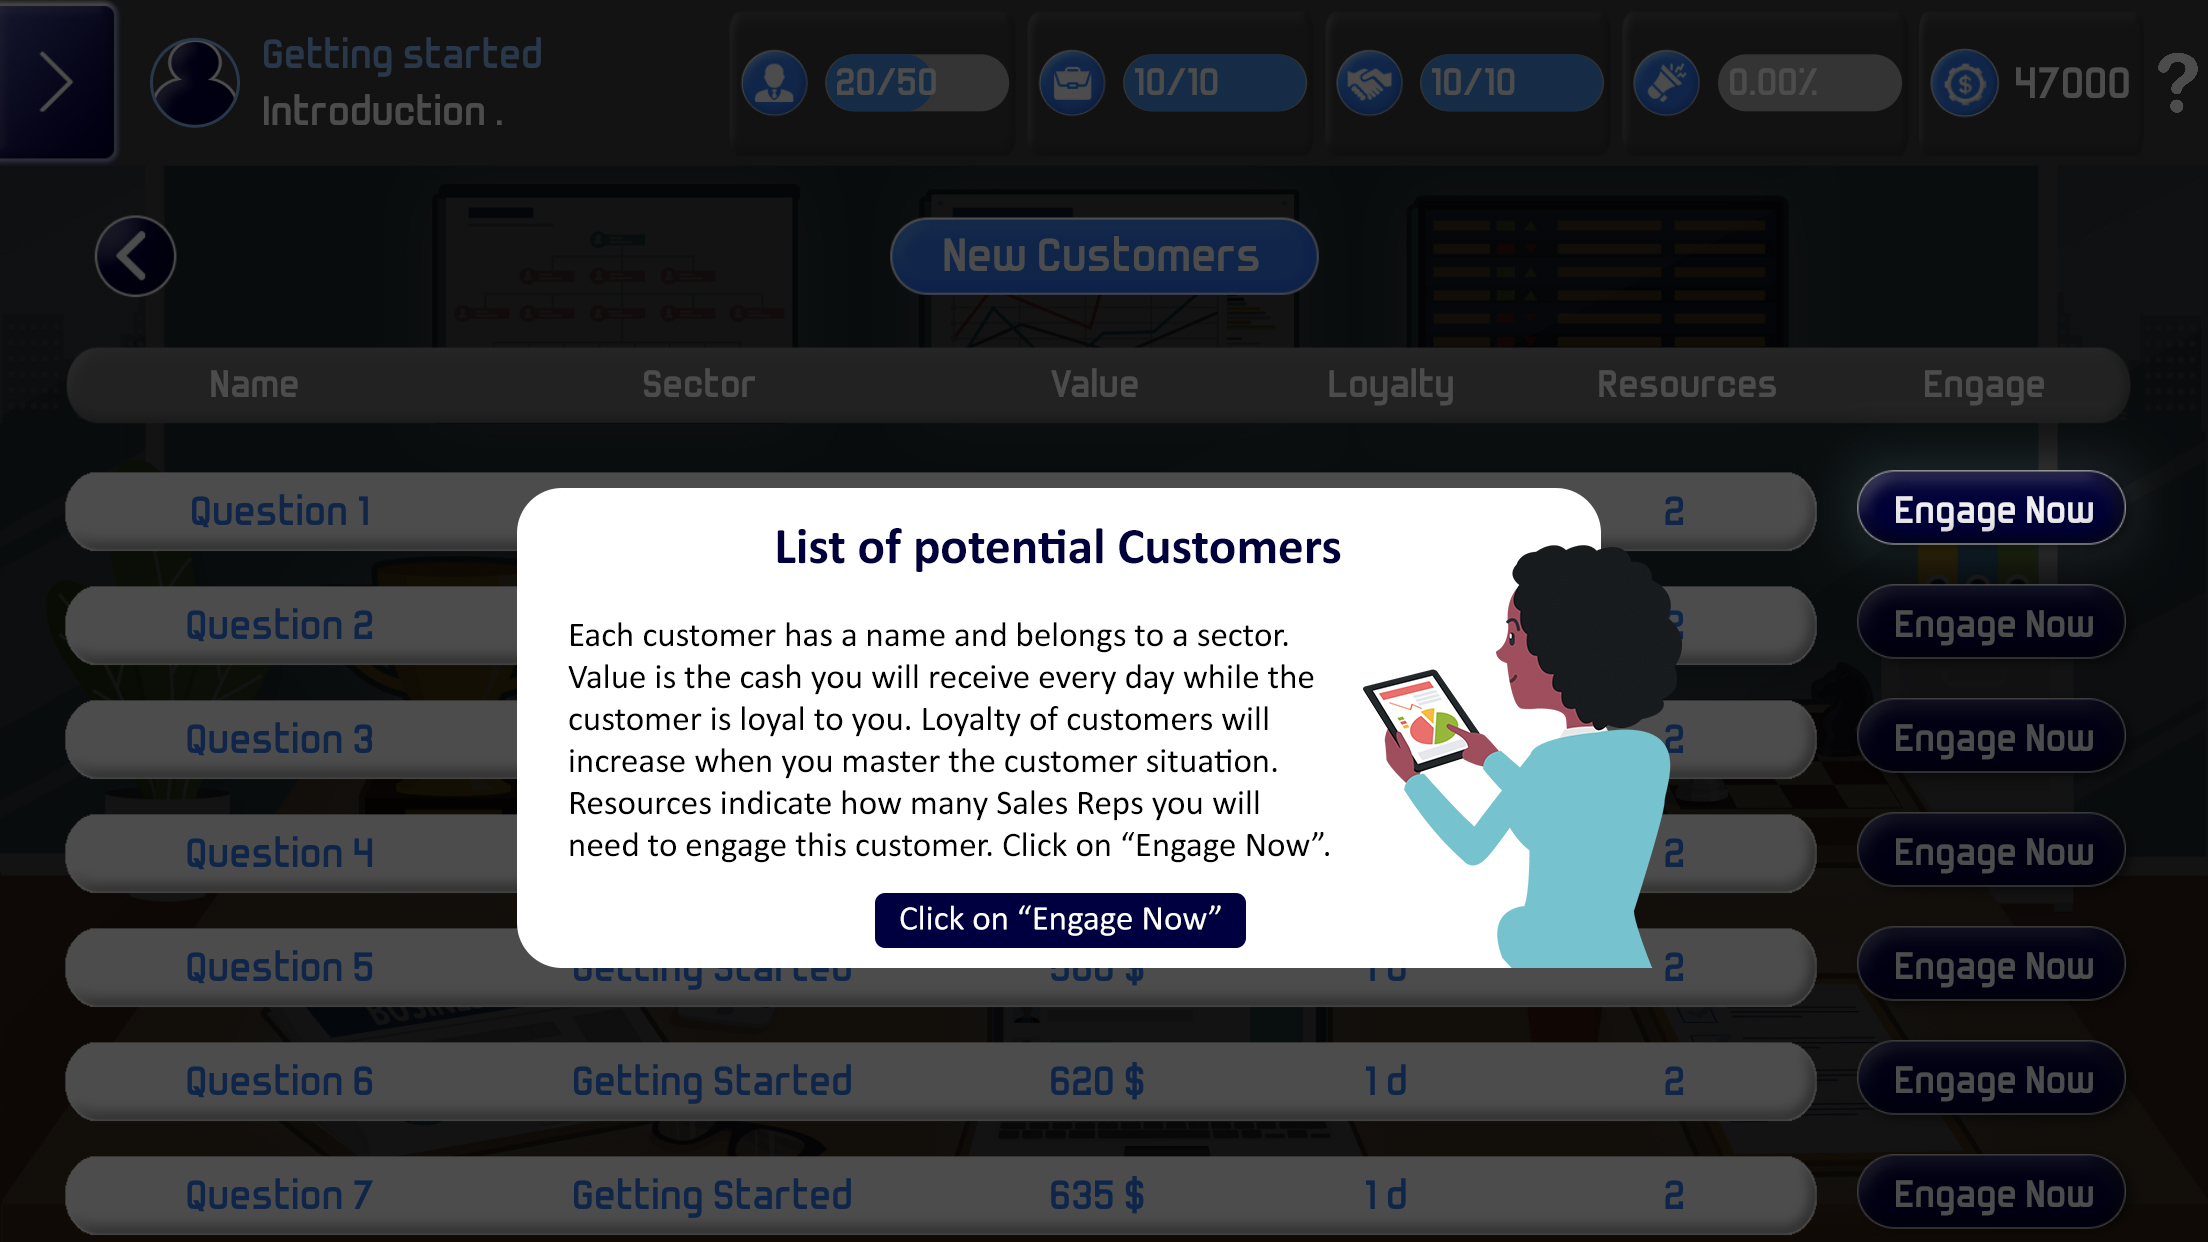 Getting started
Introduction .
20/50
10/10
10/10
0.00%
47000
?
New Customers
Name Sector Value Loyalty Resources Engage
Question 1 2 Engage Now
List of potential Customers
Question 2 Engage Now
Each customer has a name and belongs to a sector.
Value is the cash you will receive every day while the
customer is loyal to you. Loyalty of customers will
Question 3 2 Engage Now
increase when you master the customer situation.
Resources indicate how many Sales Reps you will
need to engage this customer. Click on “Engage Now”.
Question 4 2 Engage Now
Click on “Engage Now”
Question 5 Getting Started 2 Engage Now
Question 6 Getting Started 620 $ 1 d 2 Engage Now
Question 7 Getting Started 635 $ 1 d 2 Engage Now